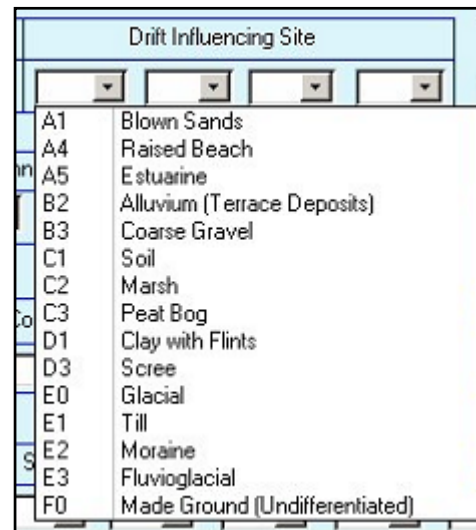 Drift Influencing Site
A1 Blown Sands
A4 Raised Beach
A5 Estuarine
B2 Alluvium (Terrace Deposits)
B3 Coarse Gravel
C1 Soil
C2 Marsh
C3 Peat Bog
D1 Clay with Flints
D3 Scree
E0 Glacial
E1 Till
E2 Moraine
E3 Fluvioglacial
F0 Made Ground (Undifferentiated)